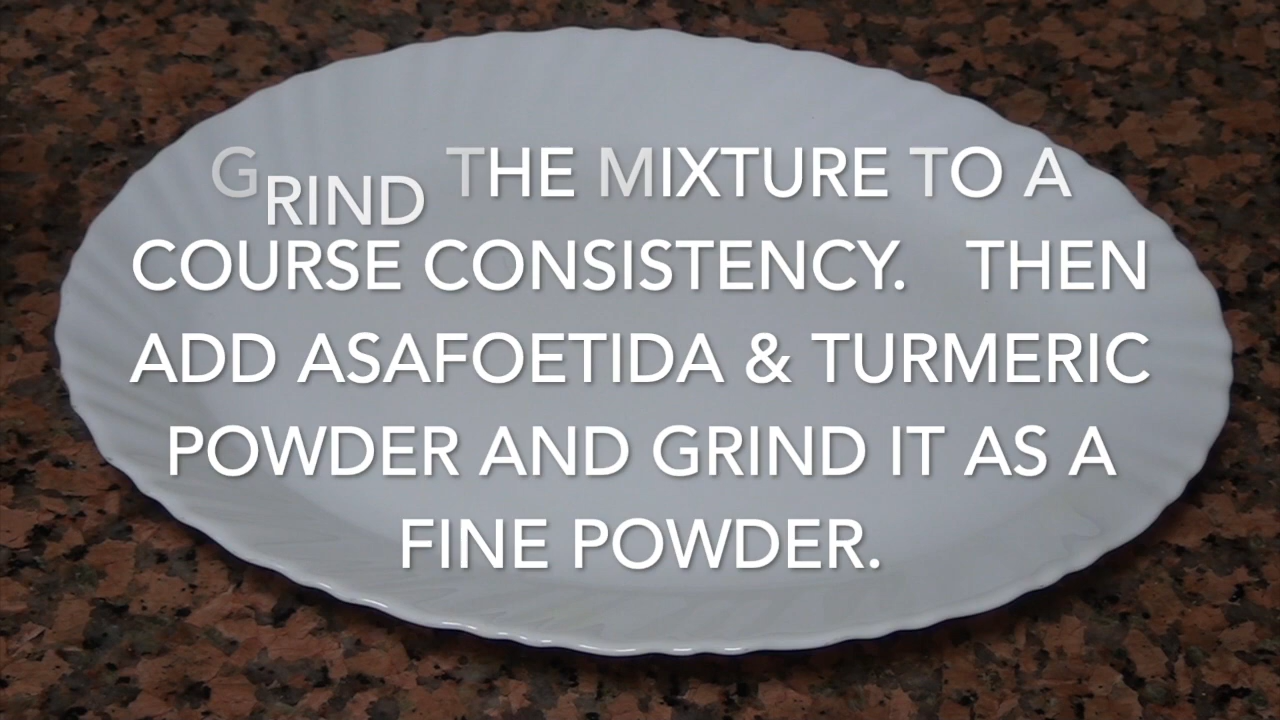 GRIND THE MIXTURE TO A
COURSE CONSISTENCY. THEN
ADD ASAFOETIDA & TURMERIC
POWDER AND GRIND IT AS A
FINE POWDER.